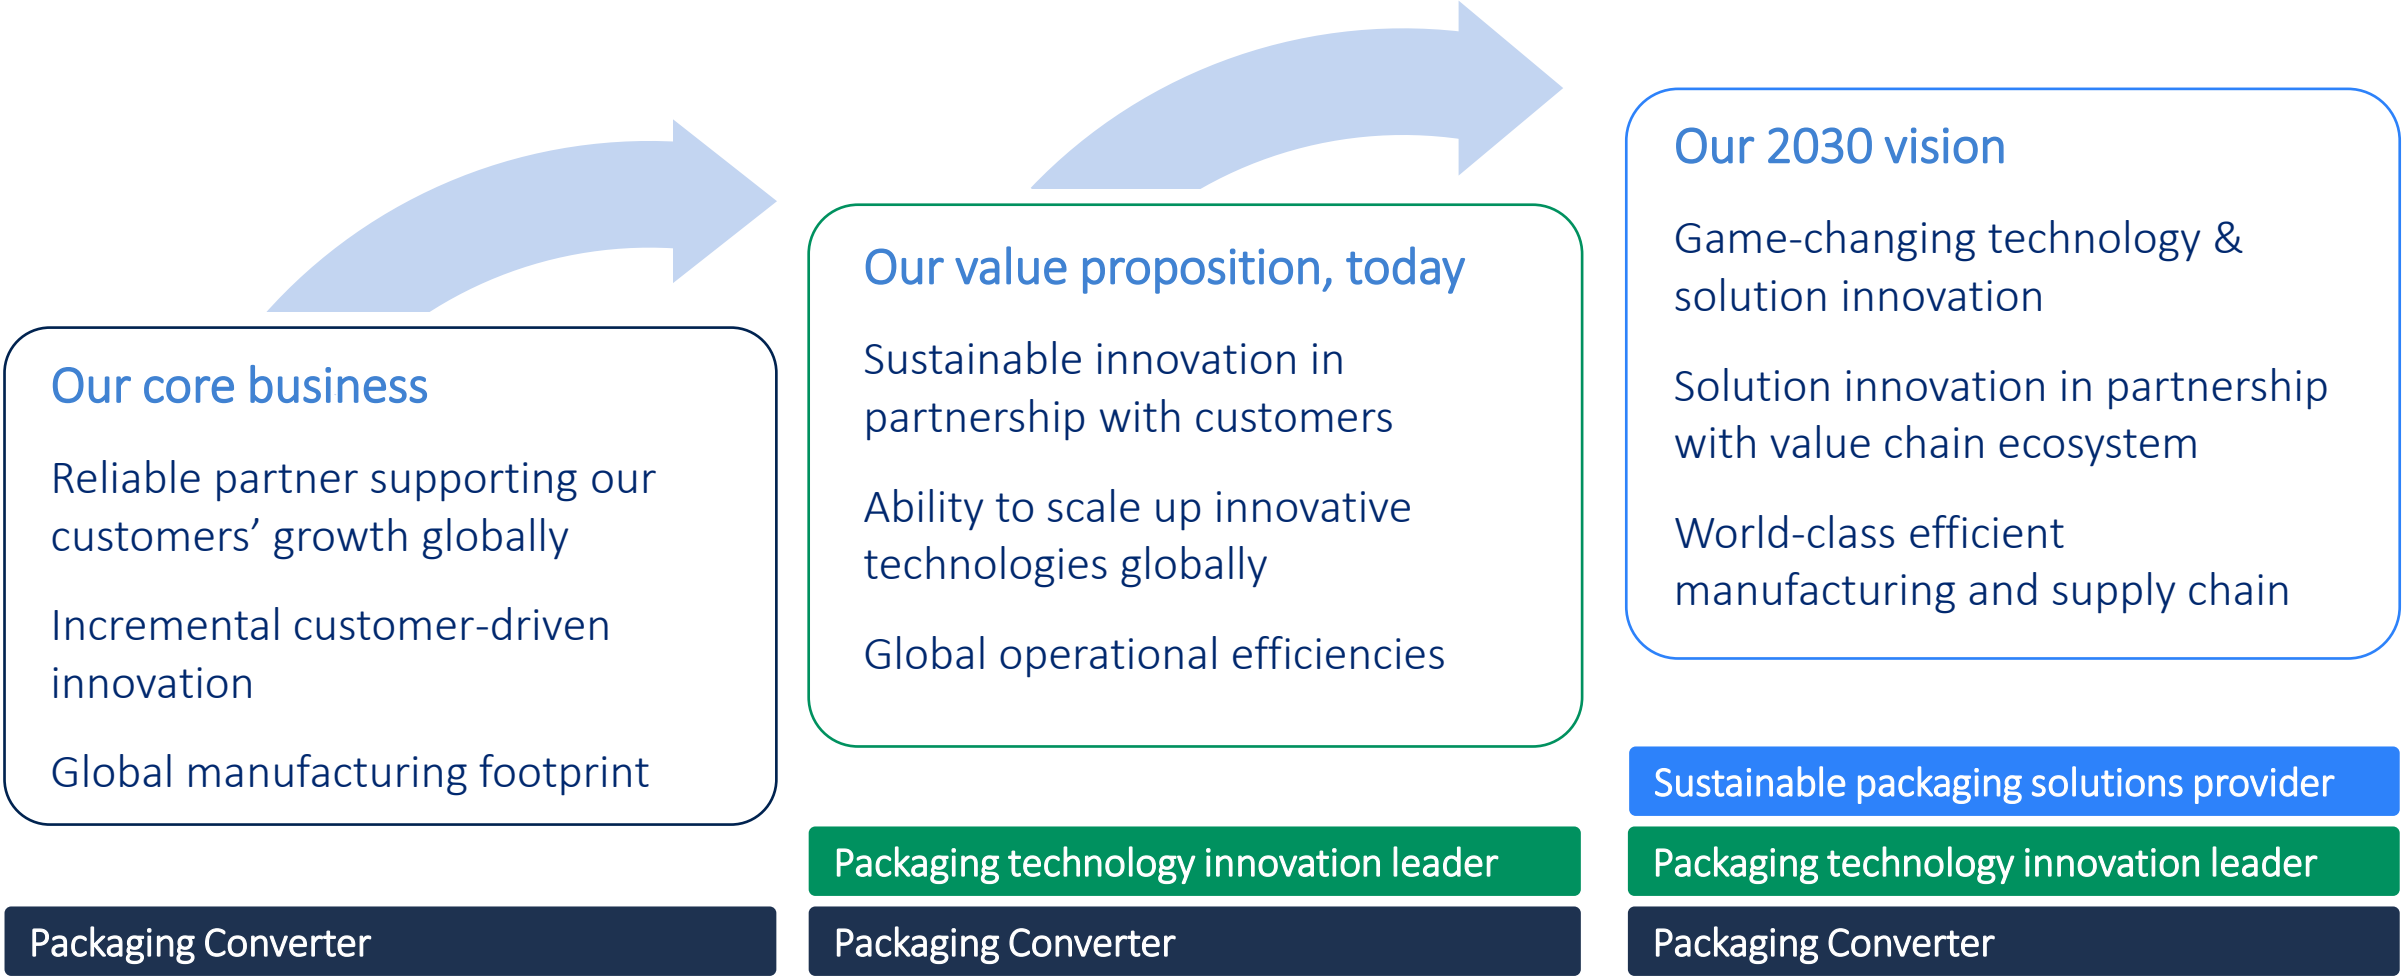 Our core business
Reliable partner supporting our
customers’ growth globally
Incremental customer-driven
innovation
Global manufacturing footprint
Packaging Converter
Our value proposition, today
Sustainable innovation in
partnership with customers
Ability to scale up innovative
technologies globally
Global operational efficiencies
Packaging technology innovation leader
Packaging Converter
Our 2030 vision
Game-changing technology &
solution innovation
Solution innovation in partnership
with value chain ecosystem
World-class efficient
manufacturing and supply chain
Sustainable packaging solutions provider
Packaging technology innovation leader
Packaging Converter